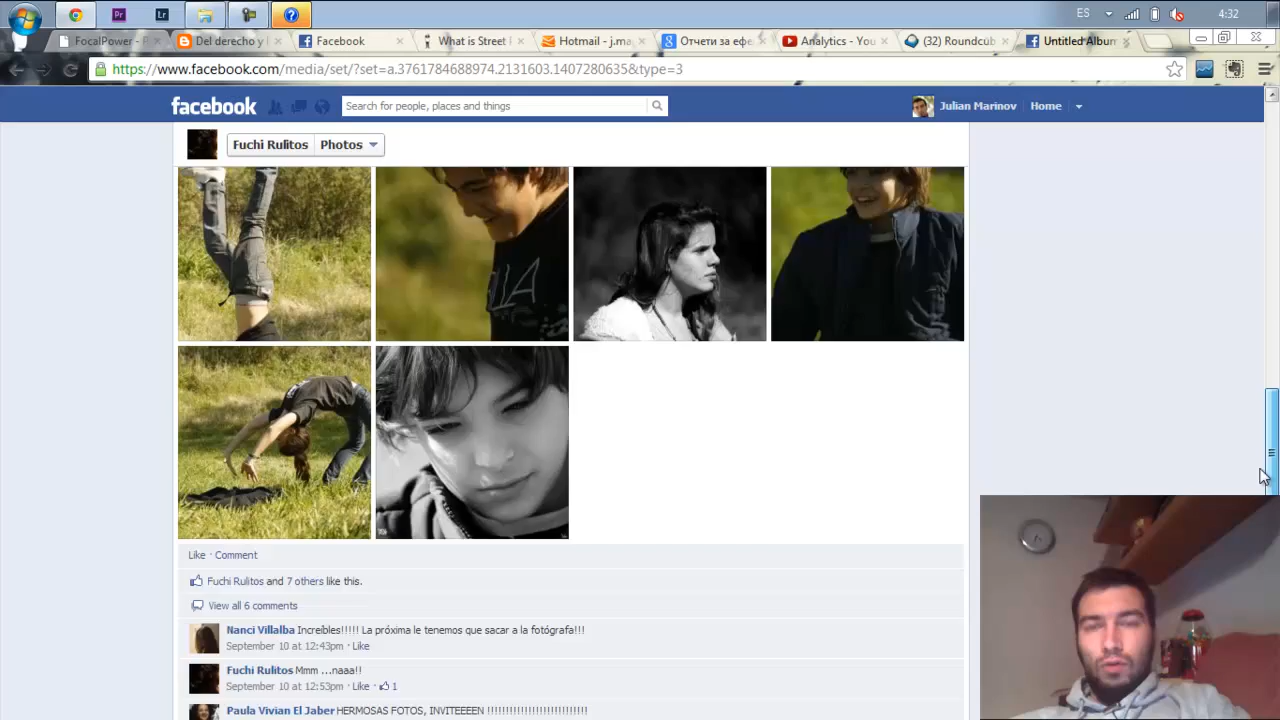 ES 4:32
FocalPower - P
Del derecho y
Facebook
What is Street
Hotmail - j.ma
Отчети за ефе
Analytics - You
(32) Roundcub
Untitled Album
https://www.facebook.com/media/set/?set=a.3761784688974.2131603.1407280635&type=3
facebook
Search for people, places and things
Julian Marinov Home
Fuchi Rulitos Photos
Like · Comment
Fuchi Rulitos and 7 others like this.
View all 6 comments
Nanci Villalba Increíbles!!!!! La próxima le tenemos que sacar a la fotógrafa!!!
September 10 at 12:43pm · Like
Fuchi Rulitos Mmm ...naaa!!
September 10 at 12:53pm · Like · 1
Paula Vivian El Jaber HERMOSAS FOTOS, INVITEEEEN !!!!!!!!!!!!!!!!!!!!!!!!!!!!